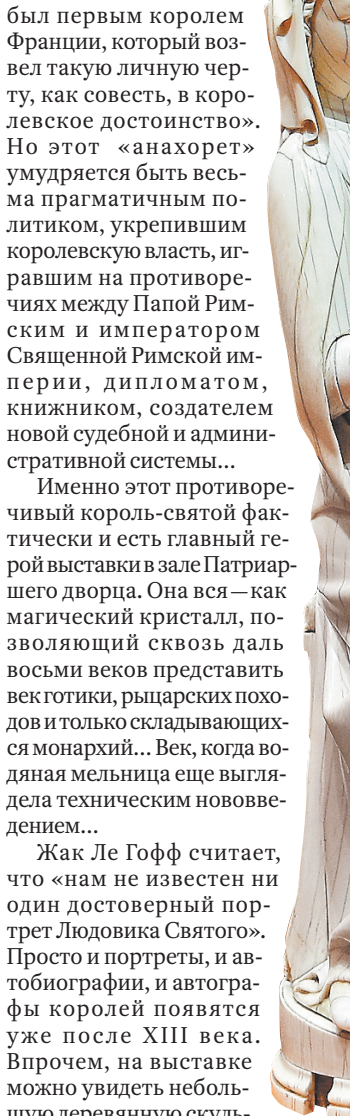 был первым королем
Франции, который воз-
вел такую личную чер-
ту, как совесть, в коро-
левское достоинство».
Но этот «анахорет»
умудряется быть весь-
ма прагматичным по-
литиком, укрепившим
королевскую власть, иг-
равшим на противоре-
чиях между Папой Рим-
ским и императором
Священной Римской им-
перии, дипломатом,
книжником, создателем
новой судебной и админи-
стративной системы...
Именно этот противоре-
чивый король-святой фак-
тически и есть главный ге-
рой выставки в зале Патриар-
шего дворца. Она вся — как
магический кристалл, по-
зволяющий сквозь даль
восьми веков представить
век готики, рыцарских похо-
дов и только складывающих-
ся монархий... Век, когда во-
дяная мельница еще выгля-
дела техническим нововве-
дением...
Жак Ле Гофф считает,
что «нам не известен ни
один достоверный пор-
трет Людовика Святого».
Просто и портреты, и ав-
тобиографии, и автогра-
фы королей появятся
уже после XIII века.
Впрочем, на выставке
можно увидеть неболь-
шую деревянную скуль-